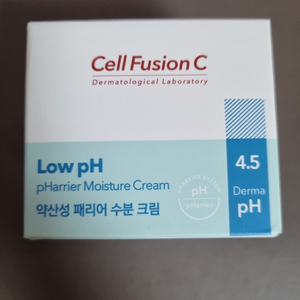 Cell Fusion C
Dermatological Laboratory
Low pH
pHarrier Moisture Cream
약산성 패리어 수분 크림
pH
pHarrier
4.5
Derma
pH